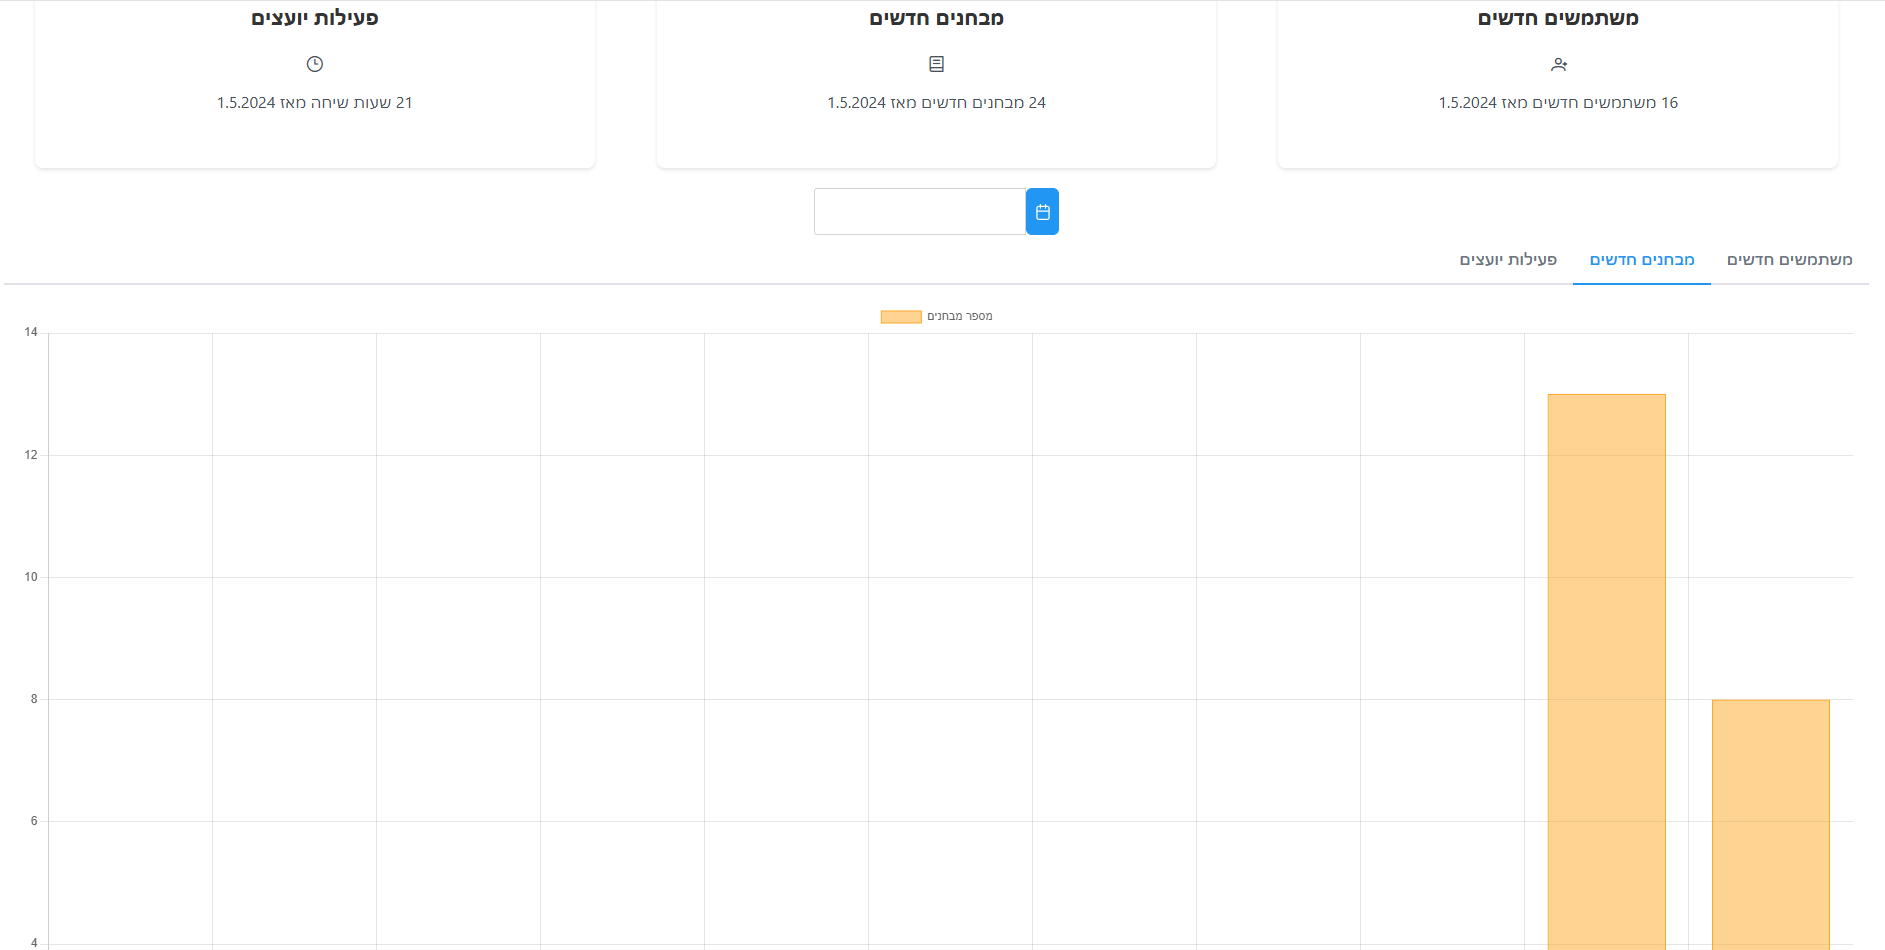 משתמשים חדשים
16 משתמשים חדשים מאז 1.5.2024
מבחנים חדשים
24 מבחנים חדשים מאז 1.5.2024
פעילות יועצים
21 שעות שיחה מאז 1.5.2024
משתמשים חדשים
מבחנים חדשים
פעילות יועצים
מספר מבחנים
14
12
10
8
6
4